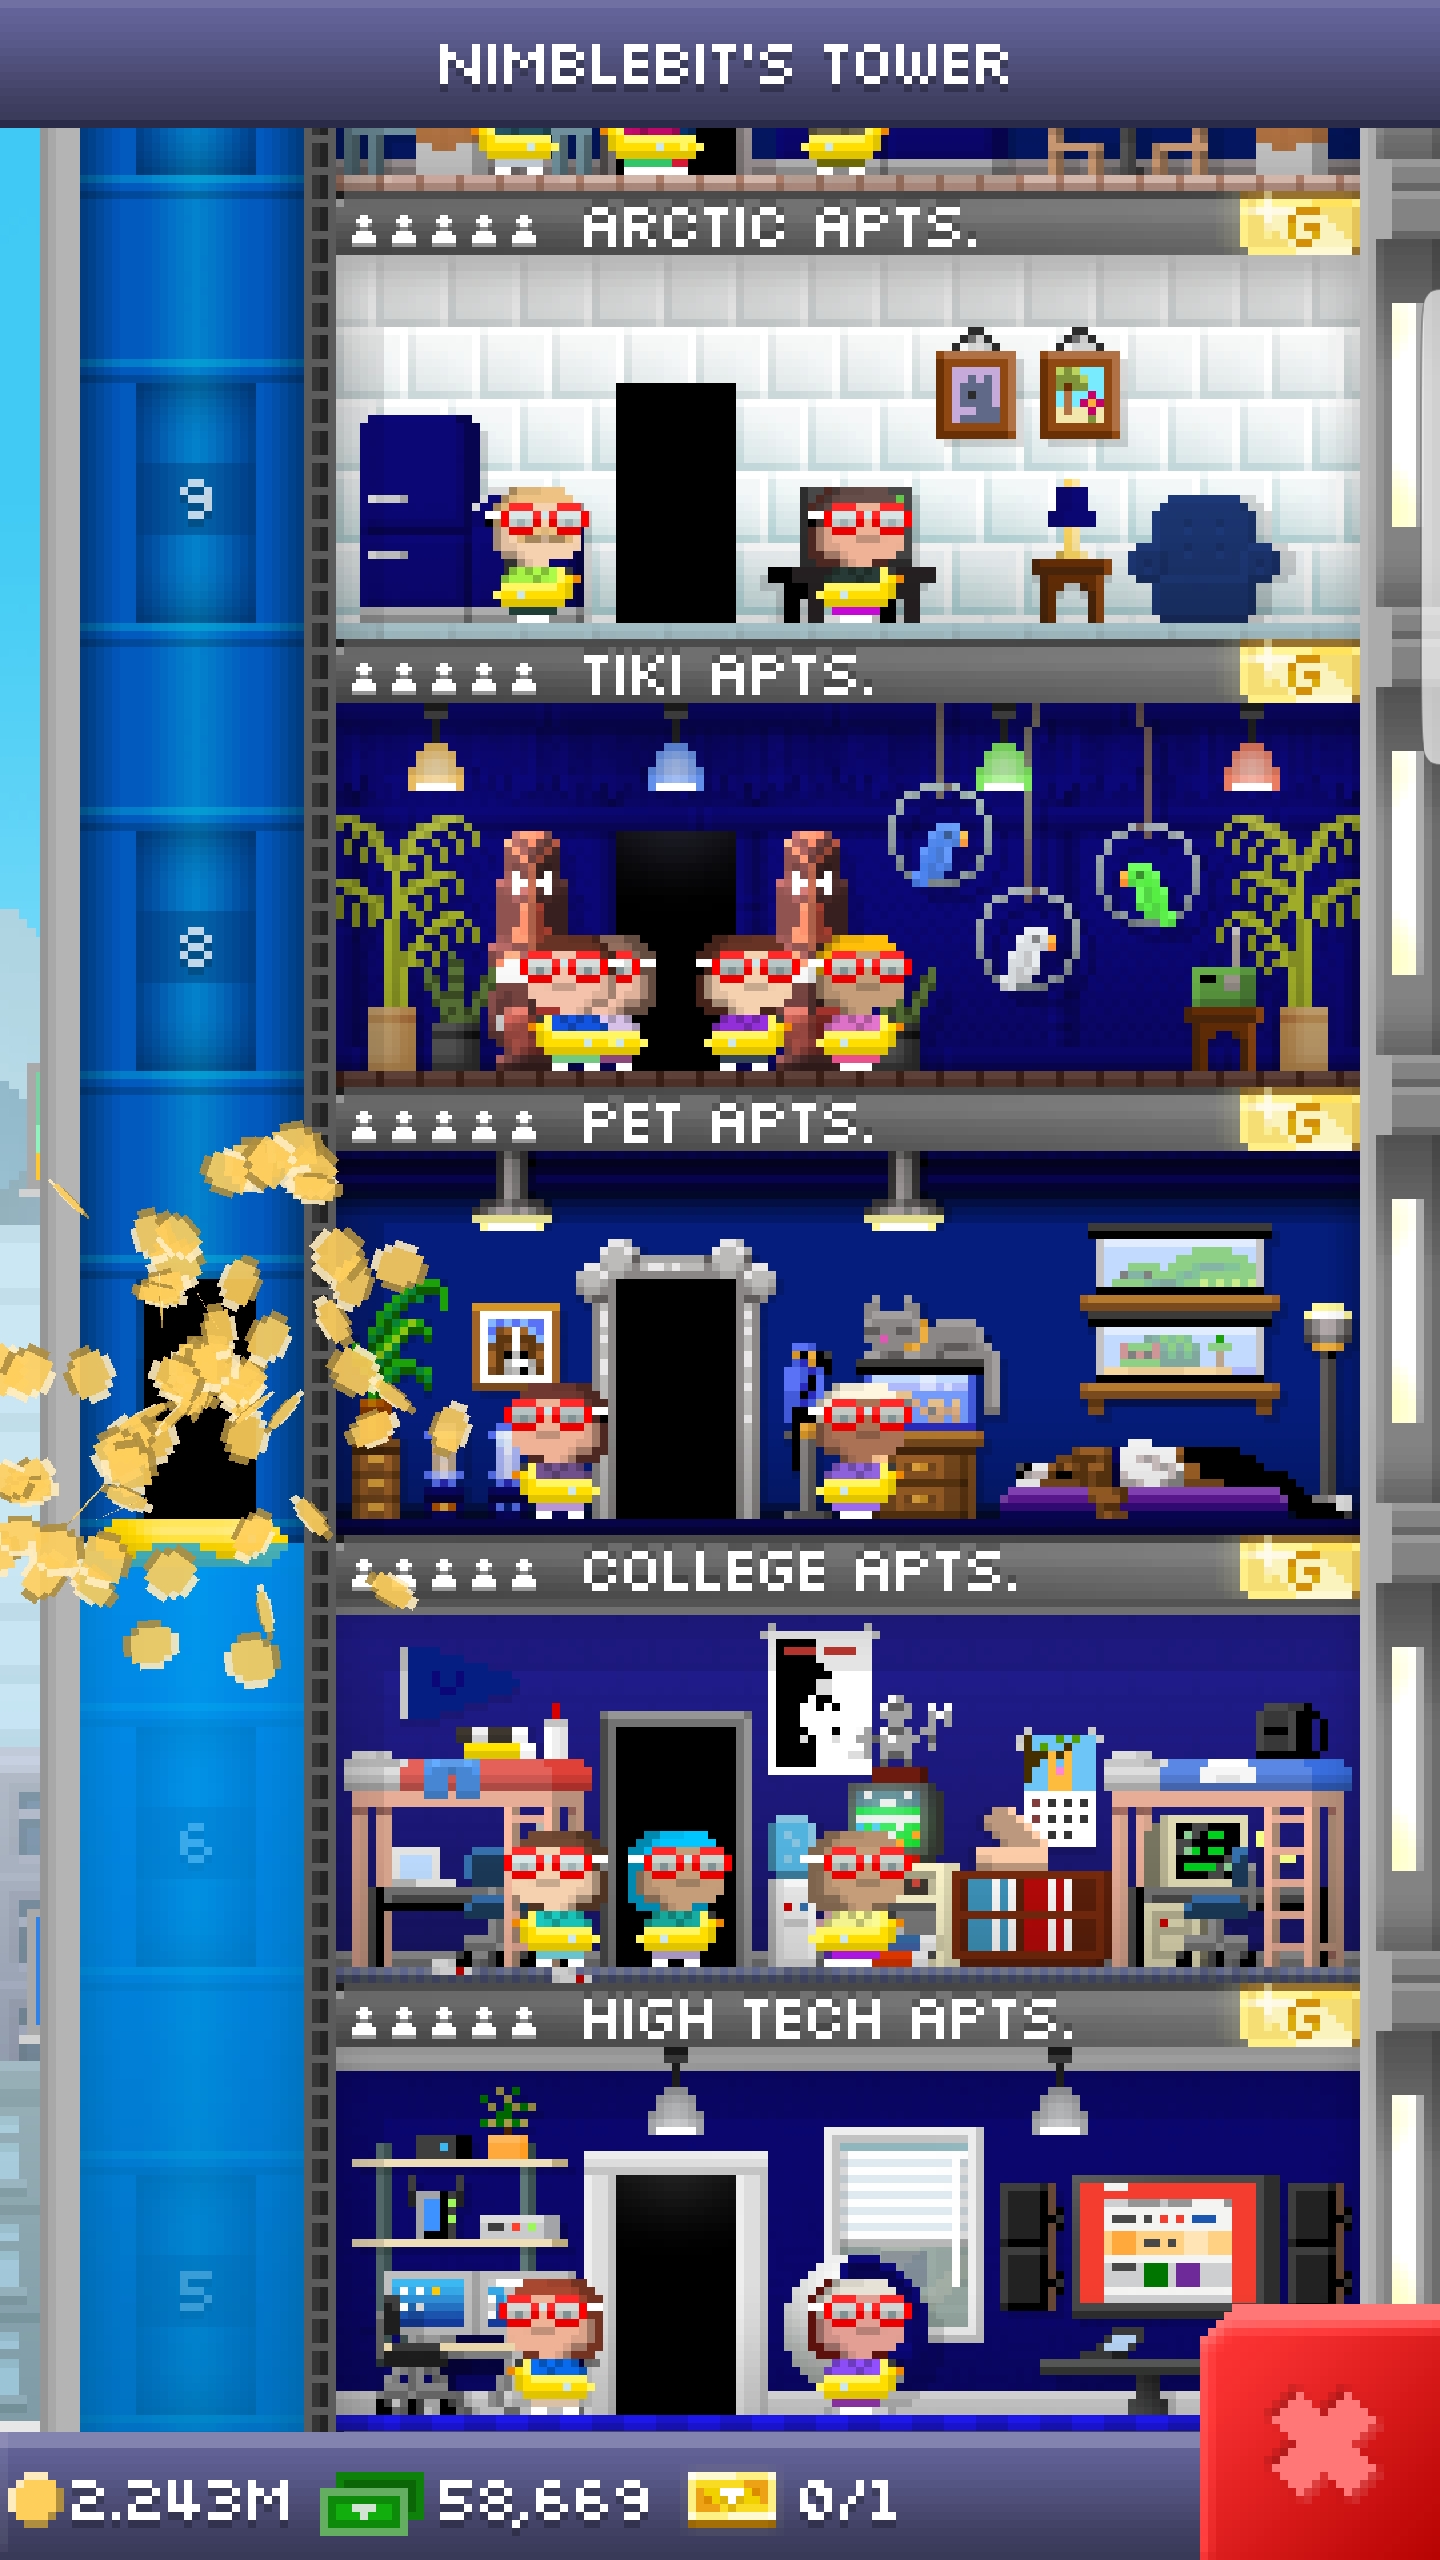 NIMBLEBIT'S TOWER
ARCTIC APTS. G
9
TIKI APTS. G
8
PET APTS. G
COLLEGE APTS. G
6
HIGH TECH APTS. G
5
2.243M 58,669 0/1